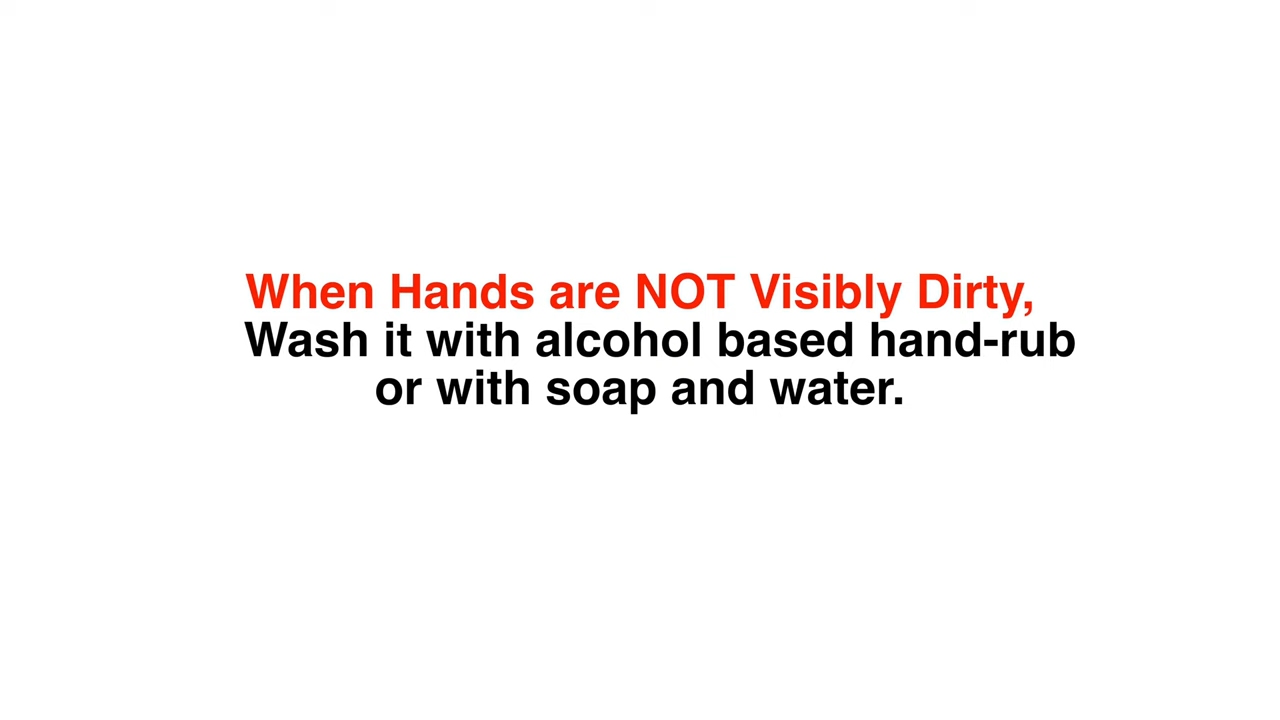 When Hands are NOT Visibly Dirty,
Wash it with alcohol based hand-rub
or with soap and water.